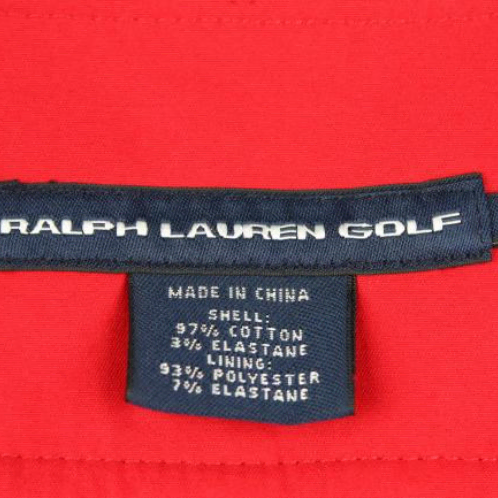 RALPH LAUREN GOLF
MADE IN CHINA
SHELL:
97% COTTON
3% ELASTANE
LINING:
93% POLYESTER
7% ELASTANE